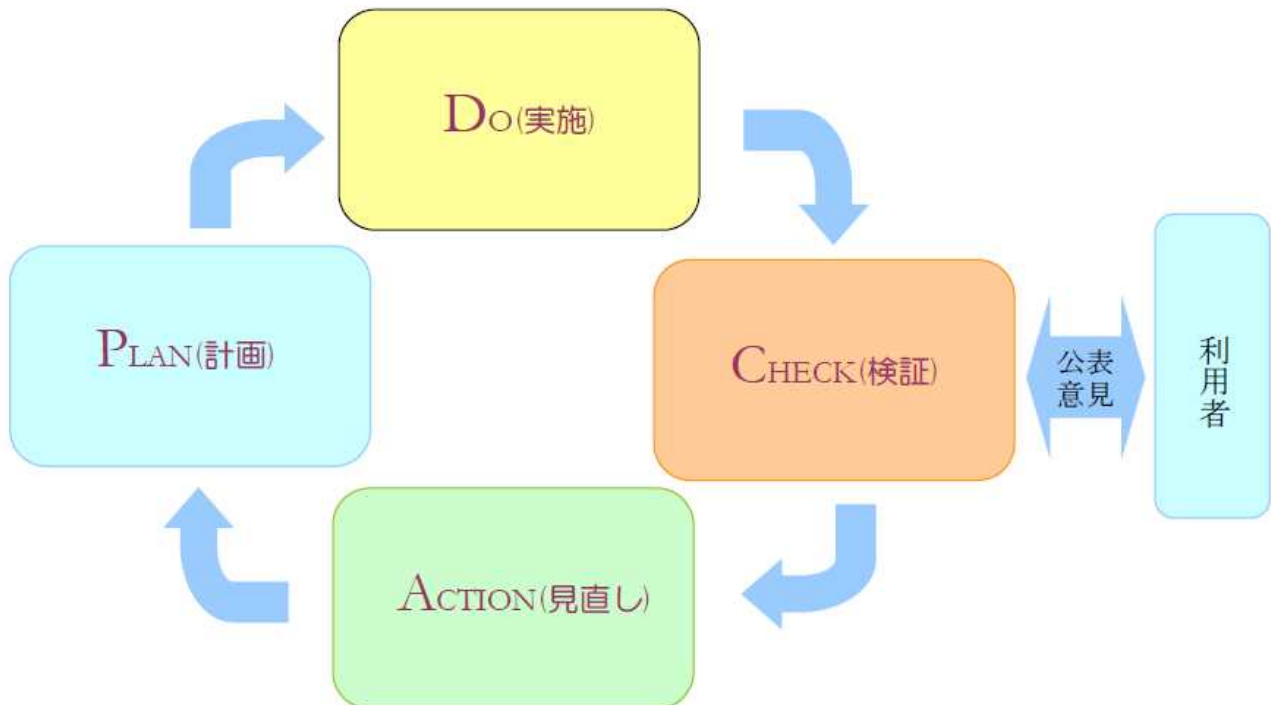 DO(実施)
PLAN(計画)
CHECK(検証)
公表
意見
利用者
ACTION(見直し)